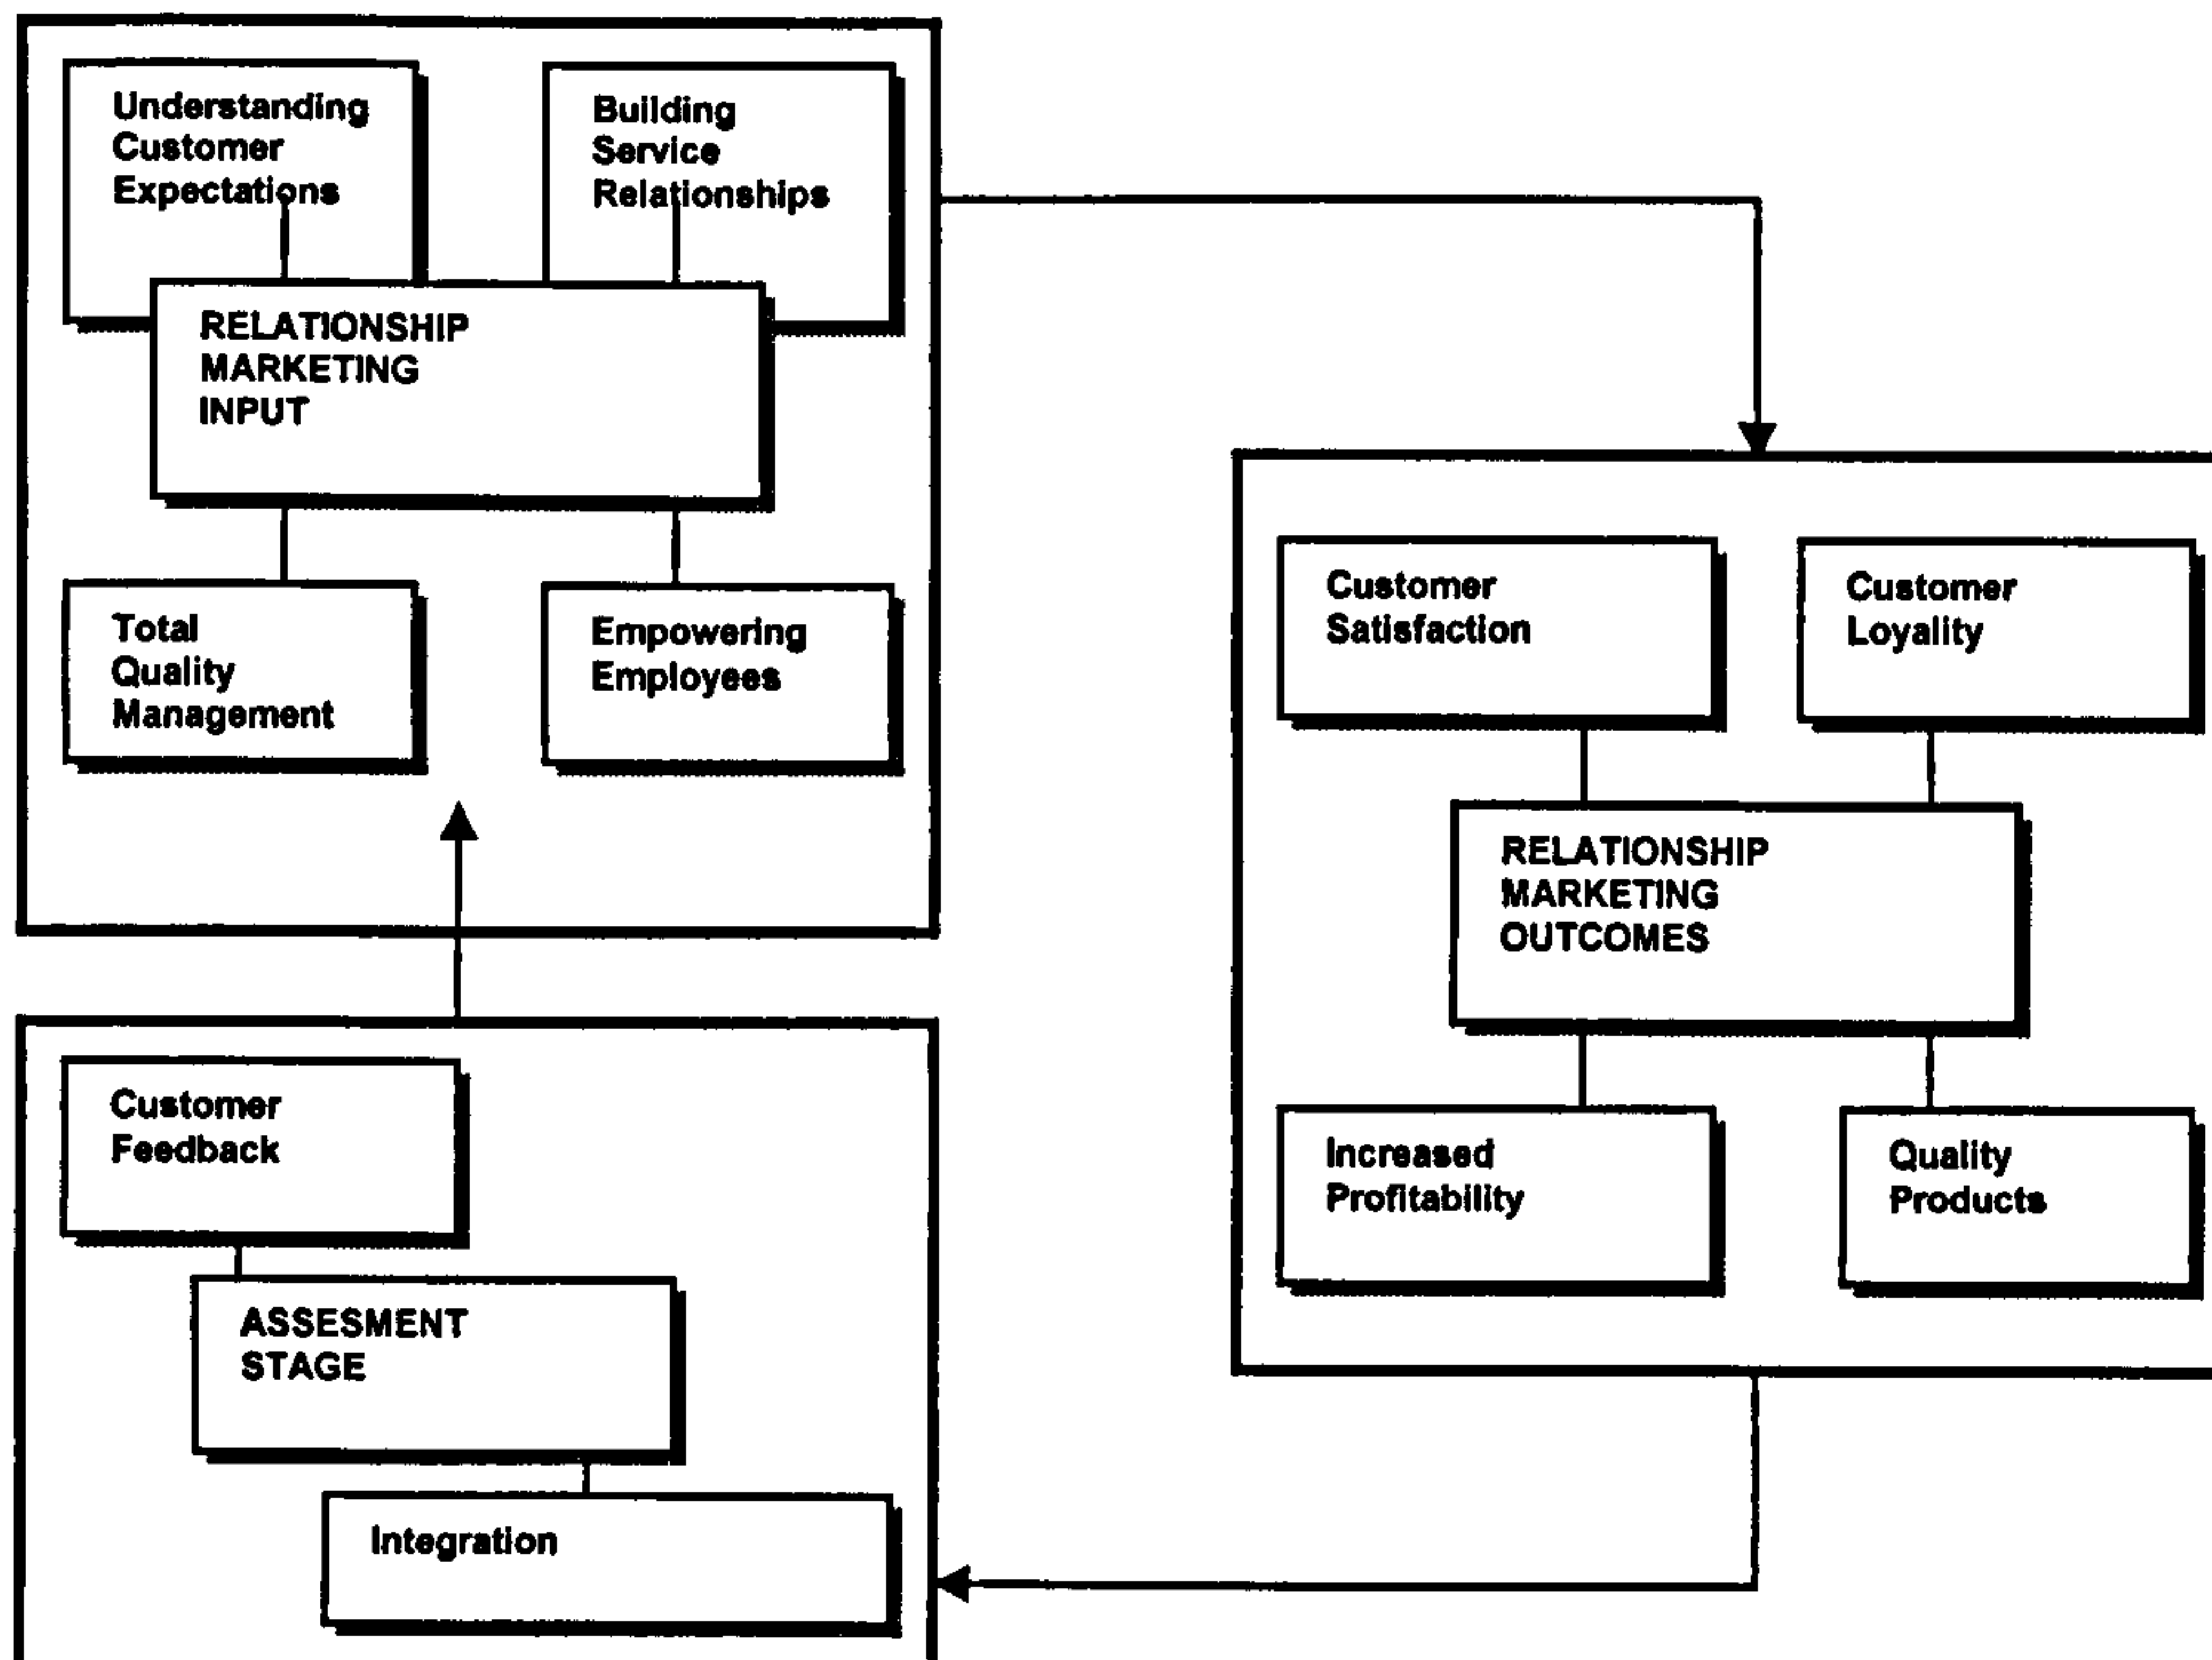 Understanding
Customer
Expectations
Building
Service
Relationships
RELATIONSHIP
MARKETING
INPUT
Total
Quality
Management
Empowering
Employees
Customer
Satisfaction
Customer
Loyality
RELATIONSHIP
MARKETING
OUTCOMES
Increased
Profitability
Quality
Products
Customer
Feedback
ASSESMENT
STAGE
Integration